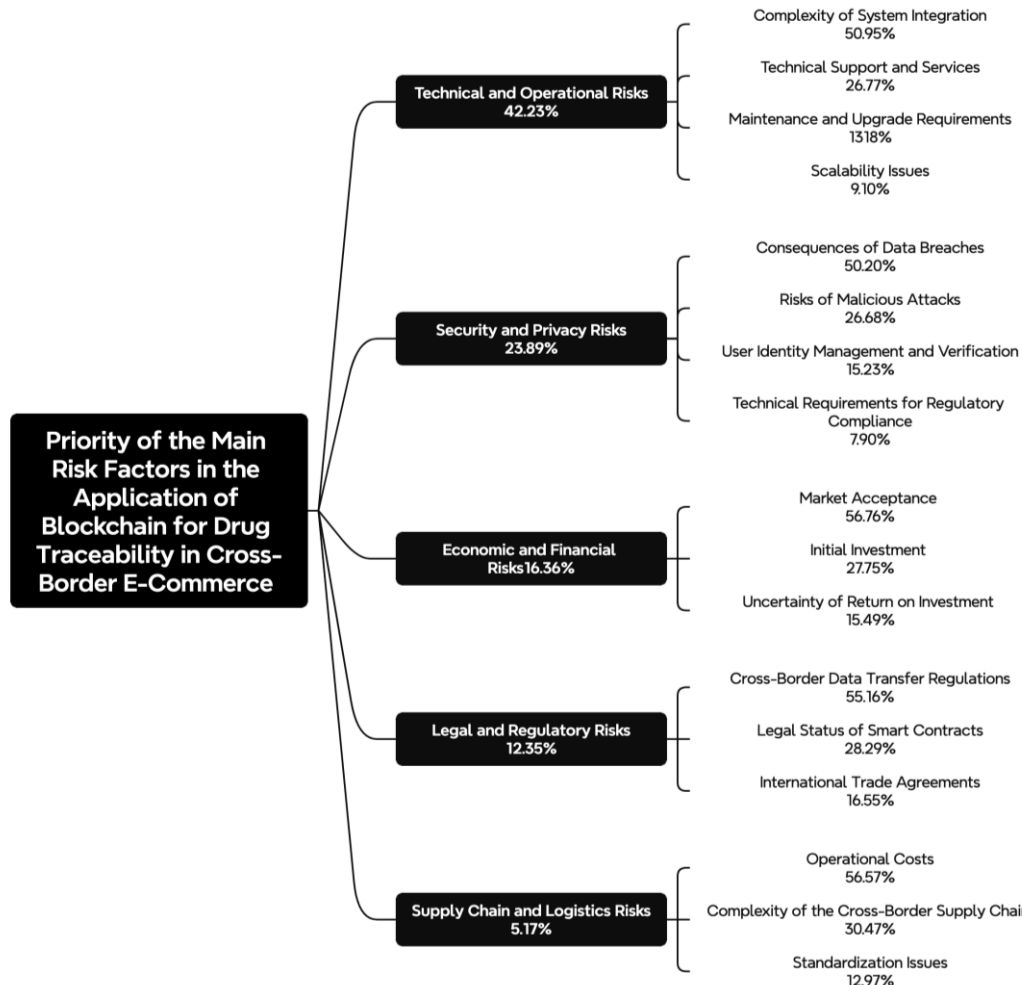 Priority of the Main
Risk Factors in the
Application of
Blockchain for Drug
Traceability in Cross-
Border E-Commerce
Technical and Operational Risks
42.23%
Complexity of System Integration
50.95%
Technical Support and Services
26.77%
Maintenance and Upgrade Requirements
1318%
Scalability Issues
9.10%
Security and Privacy Risks
23.89%
Consequences of Data Breaches
50.20%
Risks of Malicious Attacks
26.68%
User Identity Management and Verification
15.23%
Technical Requirements for Regulatory
Compliance
7.90%
Economic and Financial
Risks16.36%
Market Acceptance
56.76%
Initial Investment
27.75%
Uncertainty of Return on Investment
15.49%
Legal and Regulatory Risks
12.35%
Cross-Border Data Transfer Regulations
55.16%
Legal Status of Smart Contracts
28.29%
International Trade Agreements
16.55%
Supply Chain and Logistics Risks
5.17%
Operational Costs
56.57%
Complexity of the Cross-Border Supply Chai
30.47%
Standardization Issues
12.97%